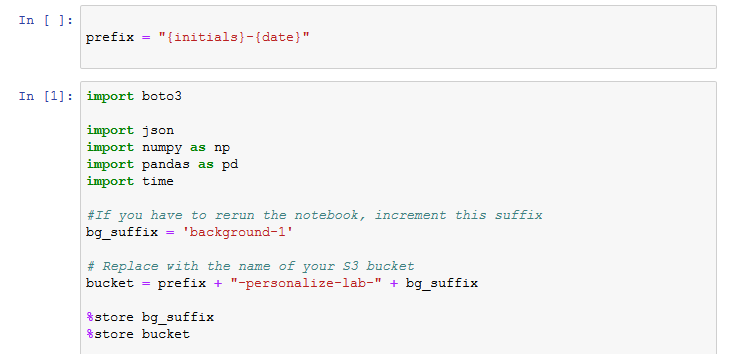 In [ ]:
prefix = "{initials}-{date}"
In [1]:
import boto3
import json
import numpy as np
import pandas as pd
import time
#If you have to rerun the notebook, increment this suffix
bg_suffix = 'background-1'
# Replace with the name of your S3 bucket
bucket = prefix + "-personalize-lab-" + bg_suffix
%store bg_suffix
%store bucket